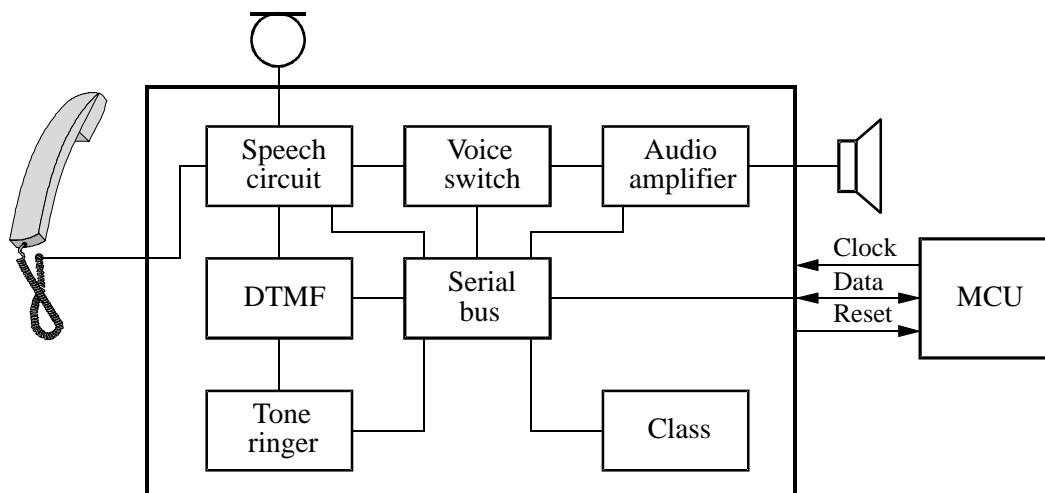 Speech
circuit
Voice
switch
Audio
amplifier
Clock
Data
Reset
MCU
DTMF
Serial
bus
Tone
ringer
Class